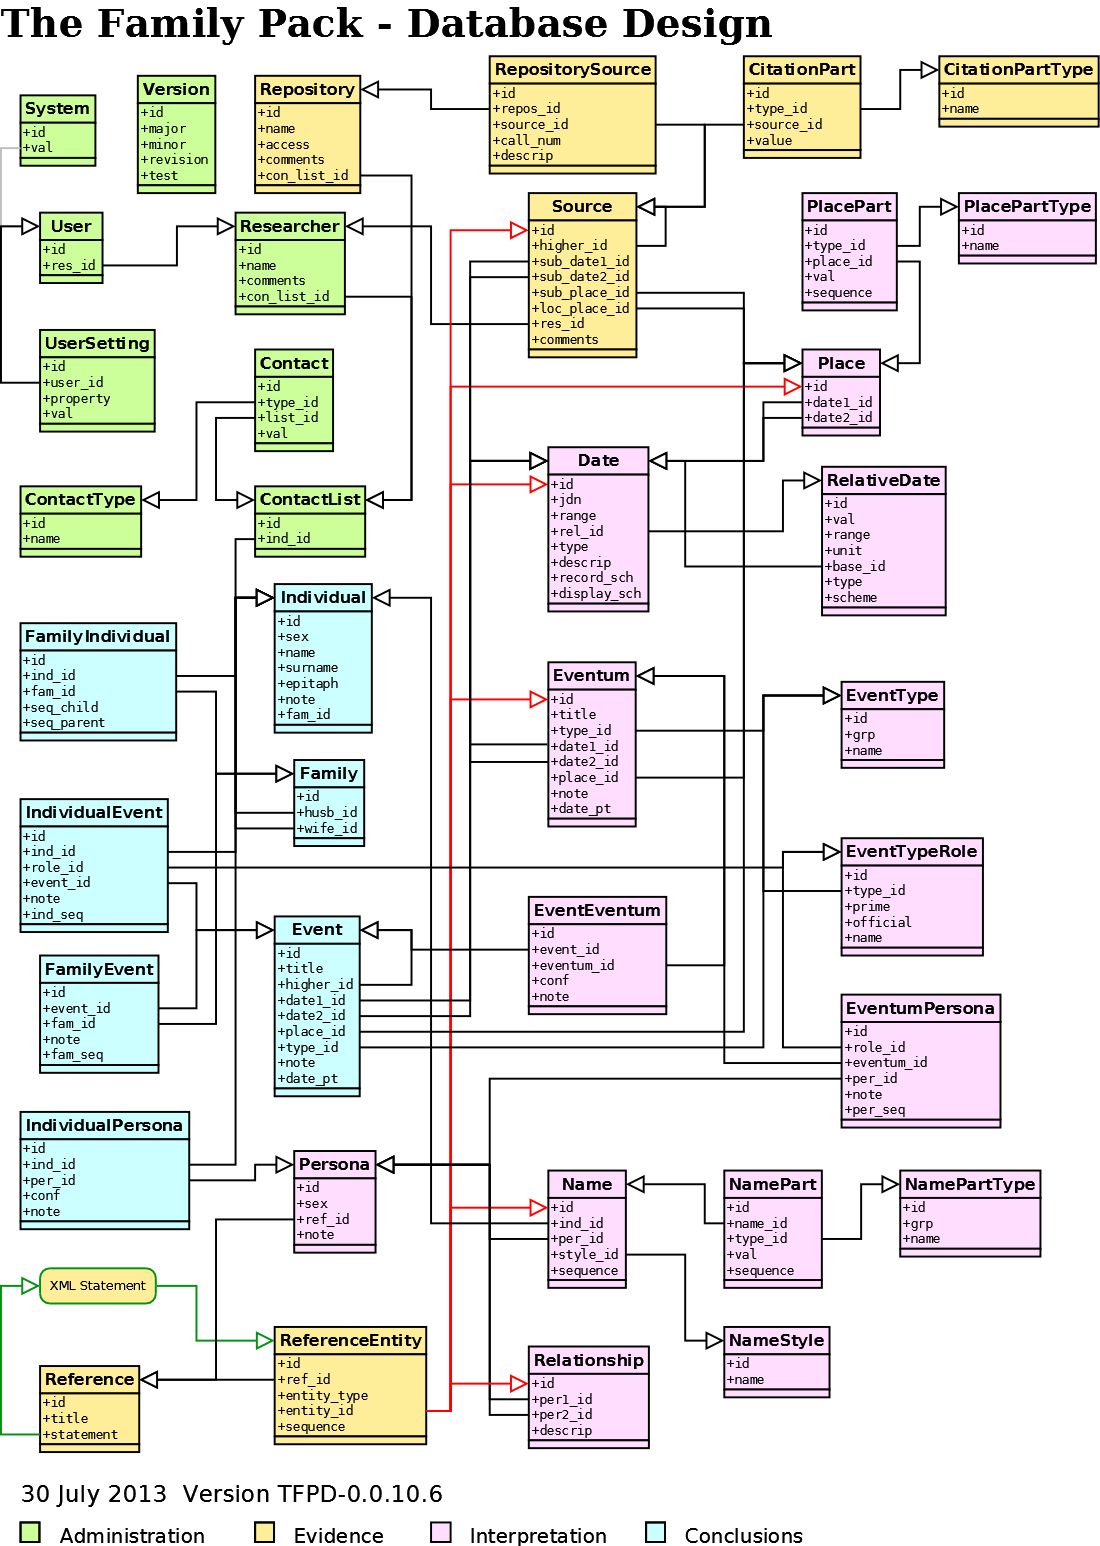 The Family Pack - Database Design
System
+id
+val
Version
+id
+major
+minor
+revision
+test
Repository
+id
+name
+access
+comments
+con_list_id
RepositorySource
+id
+repos_id
+source_id
+call_num
+descrip
CitationPart
+id
+type_id
+source_id
+value
CitationPartType
+id
+name
User
+id
+res_id
Researcher
+id
+name
+comments
+con_list_id
Source
+id
+higher_id
+sub_date1_id
+sub_date2_id
+sub_place_id
+loc_place_id
+res_id
+comments
PlacePart
+id
+type_id
+place_id
+val
+sequence
PlacePartType
+id
+name
UserSetting
+id
+user_id
+property
+val
Contact
+id
+type_id
+list_id
+val
Place
+id
+date1_id
+date2_id
ContactType
+id
+name
ContactList
+id
+ind_id
Date
+id
+jdn
+range
+rel_id
+type
+descrip
+record_sch
+display_sch
RelativeDate
+id
+val
+range
+unit
+base_id
+type
+scheme
FamilyIndividual
+id
+ind_id
+fam_id
+seq_child
+seq_parent
Individual
+id
+sex
+name
+surname
+epitaph
+note
+fam_id
Eventum
+id
+title
+type_id
+date1_id
+date2_id
+place_id
+note
+date_pt
EventType
+id
+grp
+name
Family
+id
+husb_id
+wife_id
IndividualEvent
+id
+ind_id
+role_id
+event_id
+note
+ind_seq
EventTypeRole
+id
+type_id
+prime
+official
+name
FamilyEvent
+id
+event_id
+fam_id
+note
+fam_seq
Event
+id
+title
+higher_id
+date1_id
+date2_id
+place_id
+type_id
+note
+date_pt
EventEventum
+id
+event_id
+eventum_id
+conf
+note
EventumPersona
+id
+role_id
+eventum_id
+per_id
+note
+per_seq
IndividualPersona
+id
+ind_id
+per_id
+conf
+note
Persona
+id
+sex
+ref_id
+note
Name
+id
+ind_id
+per_id
+style_id
+sequence
NamePart
+id
+name_id
+type_id
+val
+sequence
NamePartType
+id
+grp
+name
XML Statement
Reference
+id
+title
+statement
ReferenceEntity
+id
+ref_id
+entity_type
+entity_id
+sequence
Relationship
+id
+per1_id
+per2_id
+descrip
NameStyle
+id
+name
30 July 2013 Version TFPD-0.0.10.6
Administration
Evidence
Interpretation
Conclusions